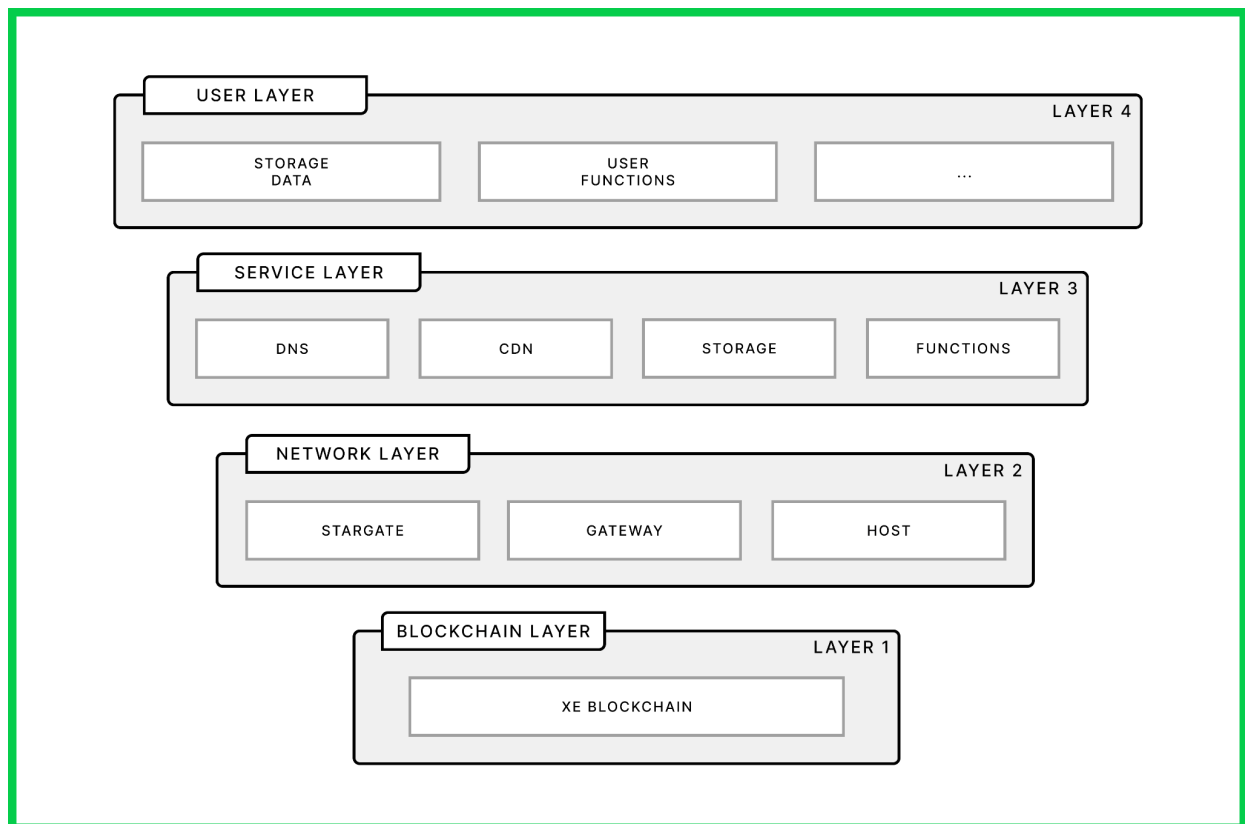 USER LAYER
LAYER 4
STORAGE
DATA
USER
FUNCTIONS
...
SERVICE LAYER
LAYER 3
DNS
CDN
STORAGE
FUNCTIONS
NETWORK LAYER
LAYER 2
STARGATE
GATEWAY
HOST
BLOCKCHAIN LAYER
LAYER 1
XE BLOCKCHAIN